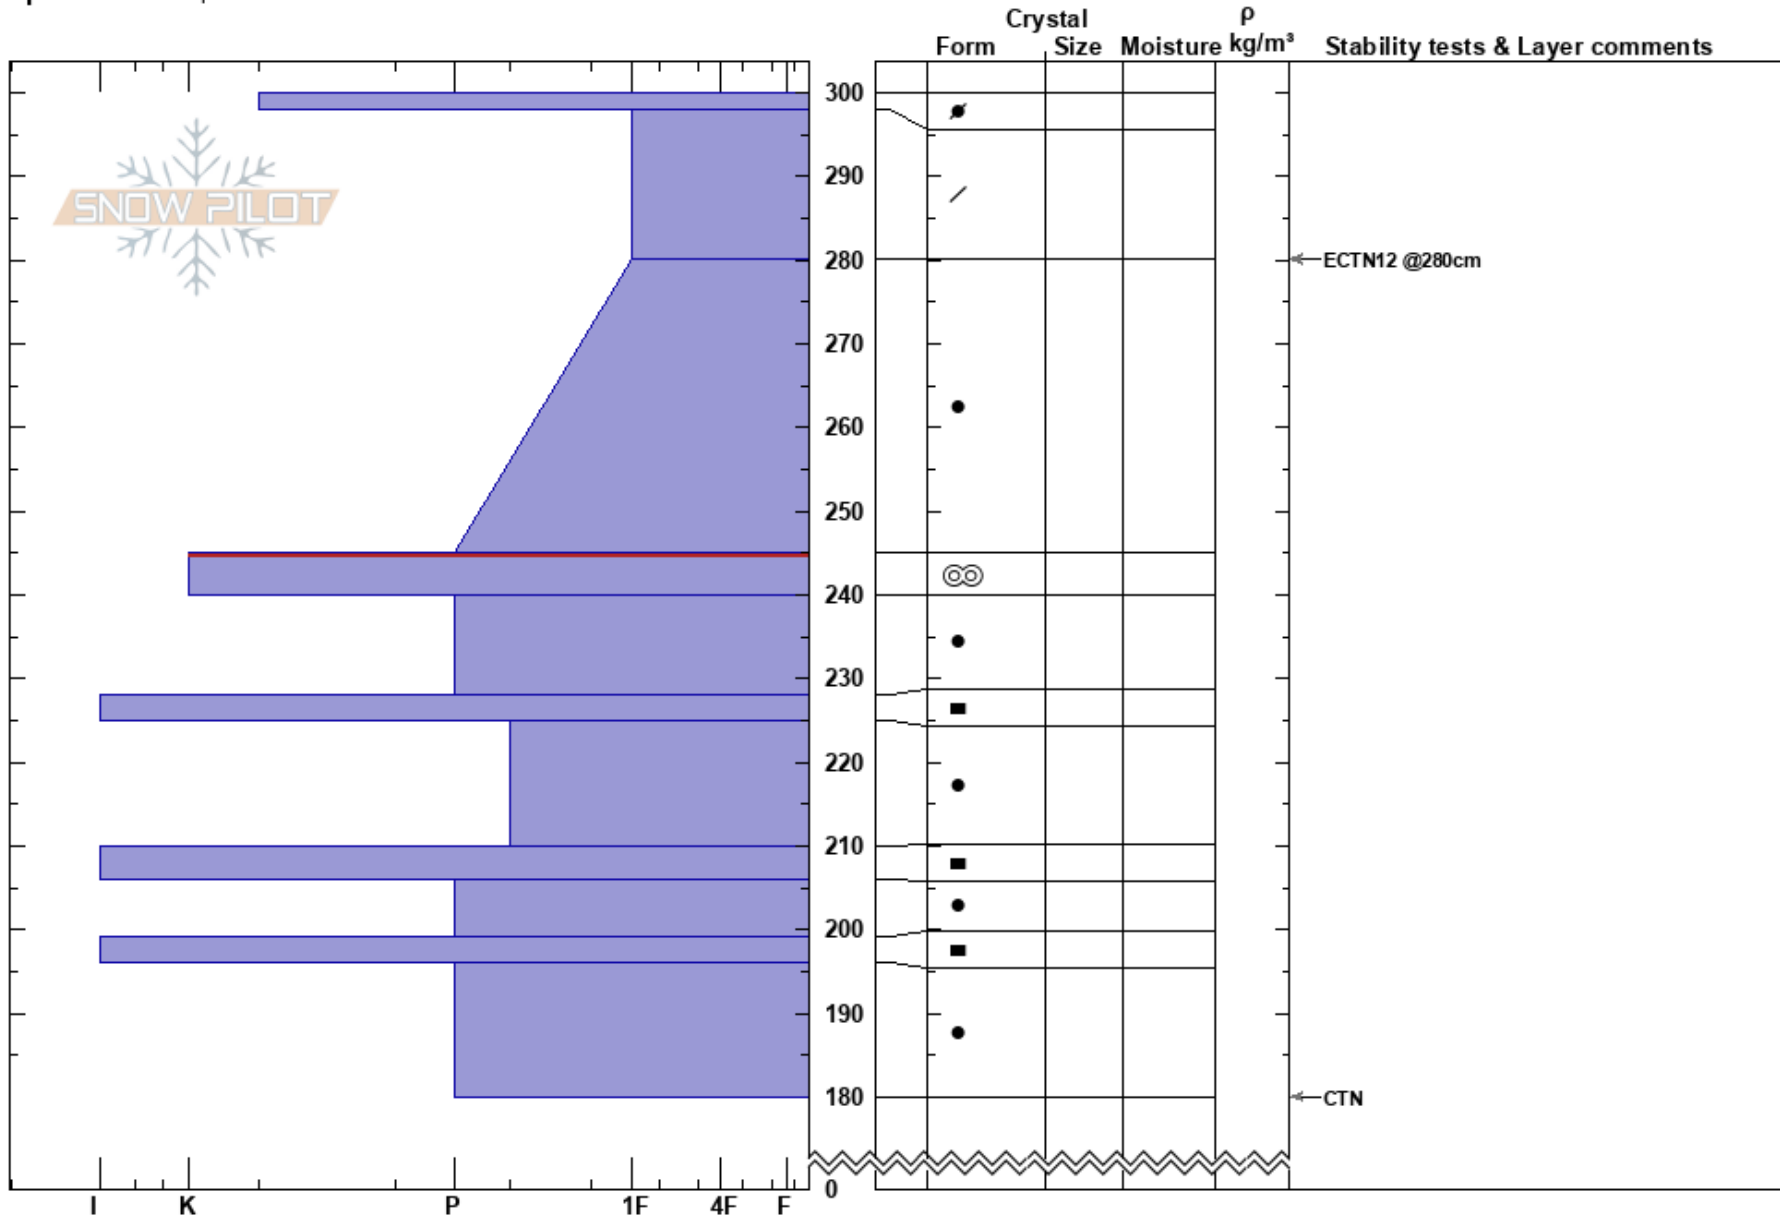 Crystal
ρ
Form Size Moisture kg/m³ Stability tests & Layer comments
300
SNOW PILOT
290
280 ECTN12 @280cm
270
260
250
240
230
220
210
200
190
180 CTN
0
I K P 1F 4F F